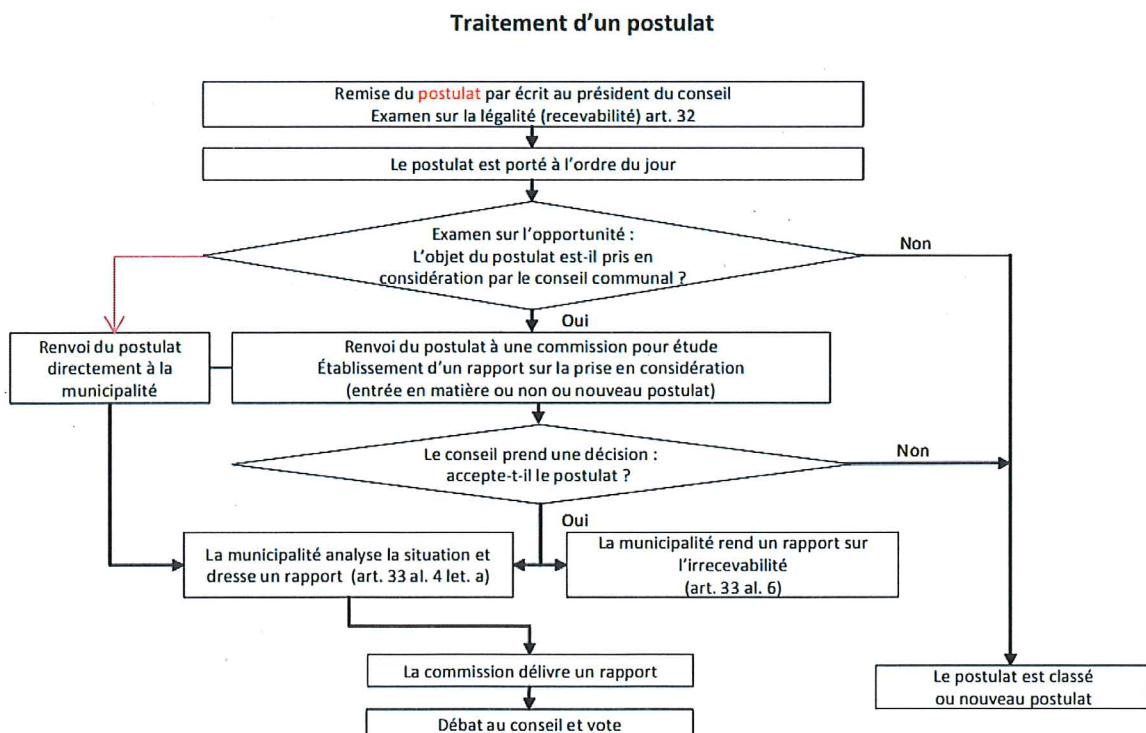 Traitement d’un postulat
Remise du postulat par écrit au président du conseil
Examen sur la légalité (recevabilité) art. 32
Le postulat est porté à l’ordre du jour
Examen sur l’opportunité :
L’objet du postulat est-il pris en
considération par le conseil communal ?
Non
Oui
Renvoi du postulat
directement à la
municipalité
Renvoi du postulat à une commission pour étude
Établissement d’un rapport sur la prise en considération
(entrée en matière ou non ou nouveau postulat)
Le conseil prend une décision :
accepte-t-il le postulat ?
Non
Oui
La municipalité analyse la situation et
dresse un rapport (art. 33 al. 4 let. a)
La municipalité rend un rapport sur
l’irrecevabilité
(art. 33 al. 6)
La commission délivre un rapport
Le postulat est classé
ou nouveau postulat
Débat au conseil et vote